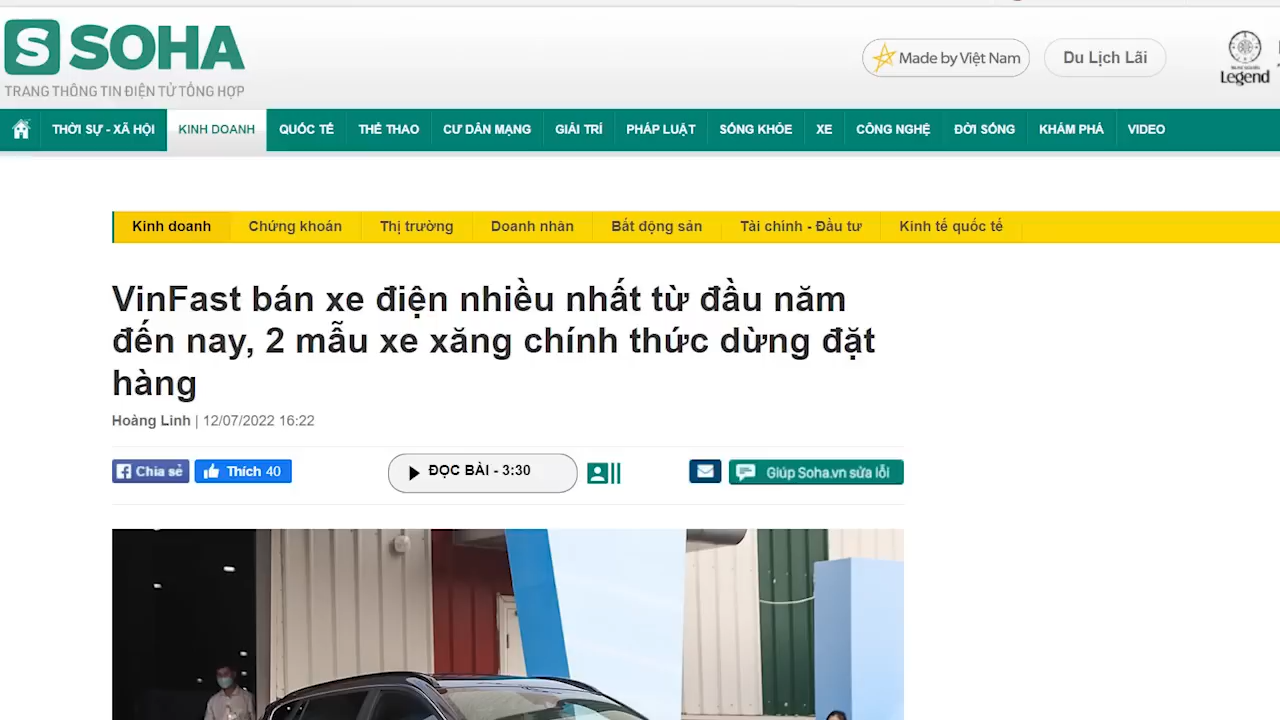 S SOHA
TRANG THÔNG TIN ĐIỆN TỬ TỔNG HỢP
Made by Việt Nam
Du Lịch Lãi
Legend
THỜI SỰ - XÃ HỘI KINH DOANH QUỐC TẾ THỂ THAO CƯ DÂN MẠNG GIẢI TRÍ PHÁP LUẬT SỐNG KHỎE XE CÔNG NGHỆ ĐỜI SỐNG KHÁM PHÁ VIDEO
Kinh doanh Chứng khoán Thị trường Doanh nhân Bất động sản Tài chính - Đầu tư Kinh tế quốc tế
VinFast bán xe điện nhiều nhất từ đầu năm
đến nay, 2 mẫu xe xăng chính thức dừng đặt
hàng
Hoàng Linh | 12/07/2022 16:22
Chia sẻ Thích 40 ĐỌC BÀI - 3:30 Giúp Soha.vn sửa lỗi